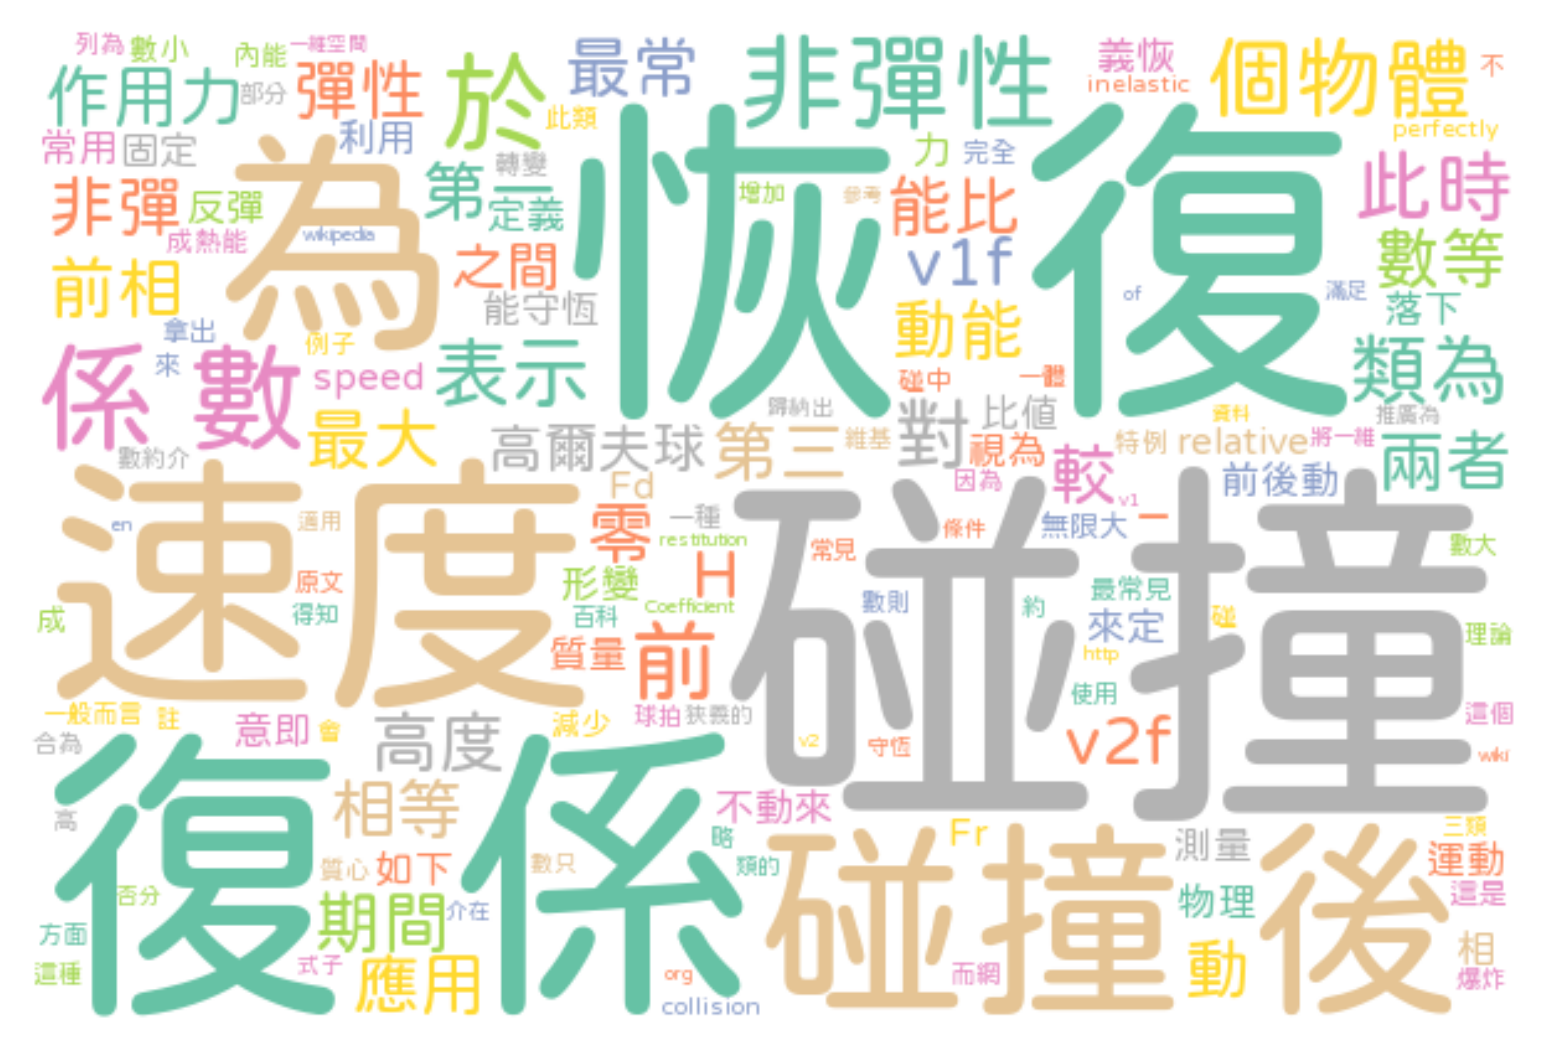 列為 數小 內能 一維空間 最常 非彈性 義恢 個物體 不
作用力 部分 彈性 於 此類 inelastic perfectly
常用 固定 利用 轉變 恢復 力 完全 此時
非彈 反彈 為 第一 定義 增加 參考 能比
成熱能 wikipedia 之間 v1f 數等
前相 能守恆 動能 of 滿足 落下
拿出 例子 來
係數 speed 表示 碰中 一體 類為
最大 歸納出 比值 資料 推廣為
數約介 高爾夫球 第三 維基 對 視為 特例 relative 將一維 兩者
速度 Fd 因為 較 v1 前後動
en 適用 零 一種 restitution 碰撞 條件 無限大 一 數大
原文 形變 H 常見 最常見
成 得知 百科 Coefficient 數則 約 來定 碰 理論
質量 前 http 使用
一般而言 註 意即 會 高度 減少 球拍 狹義的 v2 守恆 v2f 這個
合為 wiki
復係 相等 不動來 Fr 三類
高 質心 如下 數只 略 類的 碰撞後 測量 運動
否分 期間 介在 物理 這是
方面 動 相
這種 式子 應用 org 而網 爆炸
collision